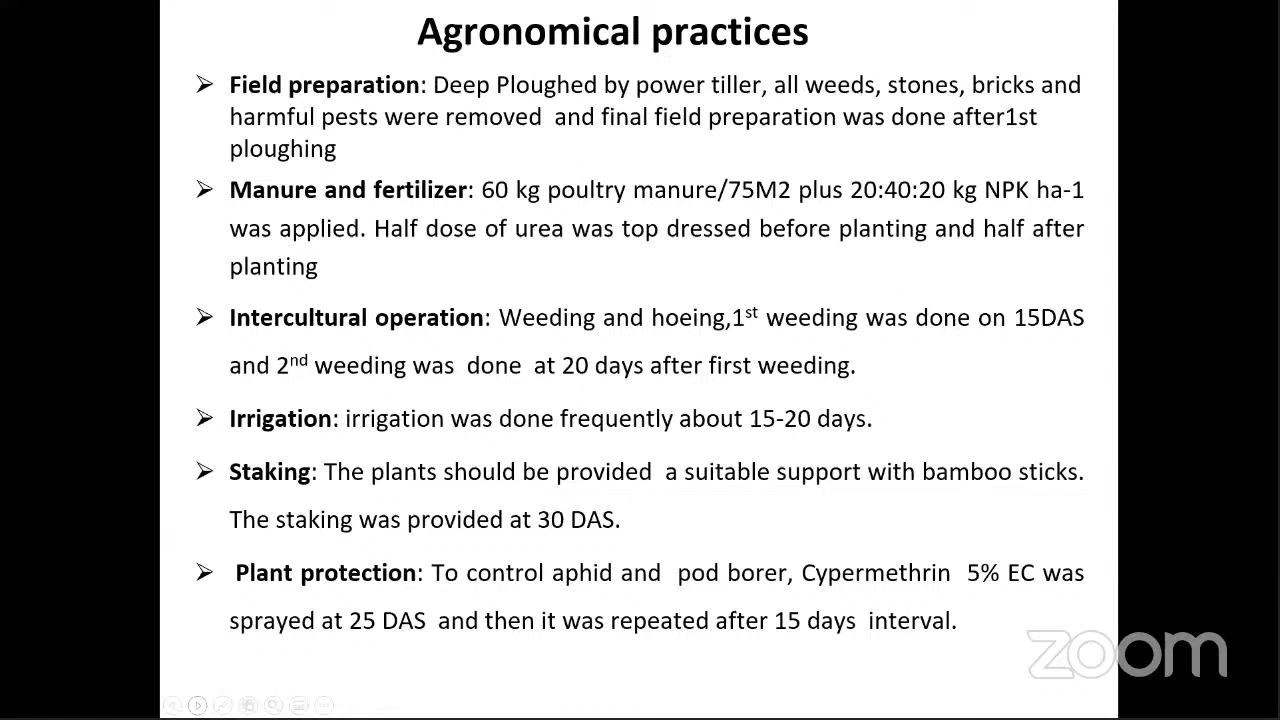 Agronomical practices
➢ Field preparation: Deep Ploughed by power tiller, all weeds, stones, bricks and
harmful pests were removed and final field preparation was done after1st
ploughing
➢ Manure and fertilizer: 60 kg poultry manure/75M2 plus 20:40:20 kg NPK ha-1
was applied. Half dose of urea was top dressed before planting and half after
planting
➢ Intercultural operation: Weeding and hoeing,1st weeding was done on 15DAS
and 2nd weeding was done at 20 days after first weeding.
➢ Irrigation: irrigation was done frequently about 15-20 days.
➢ Staking: The plants should be provided a suitable support with bamboo sticks.
The staking was provided at 30 DAS.
➢ Plant protection: To control aphid and pod borer, Cypermethrin 5% EC was
sprayed at 25 DAS and then it was repeated after 15 days interval.
zoom